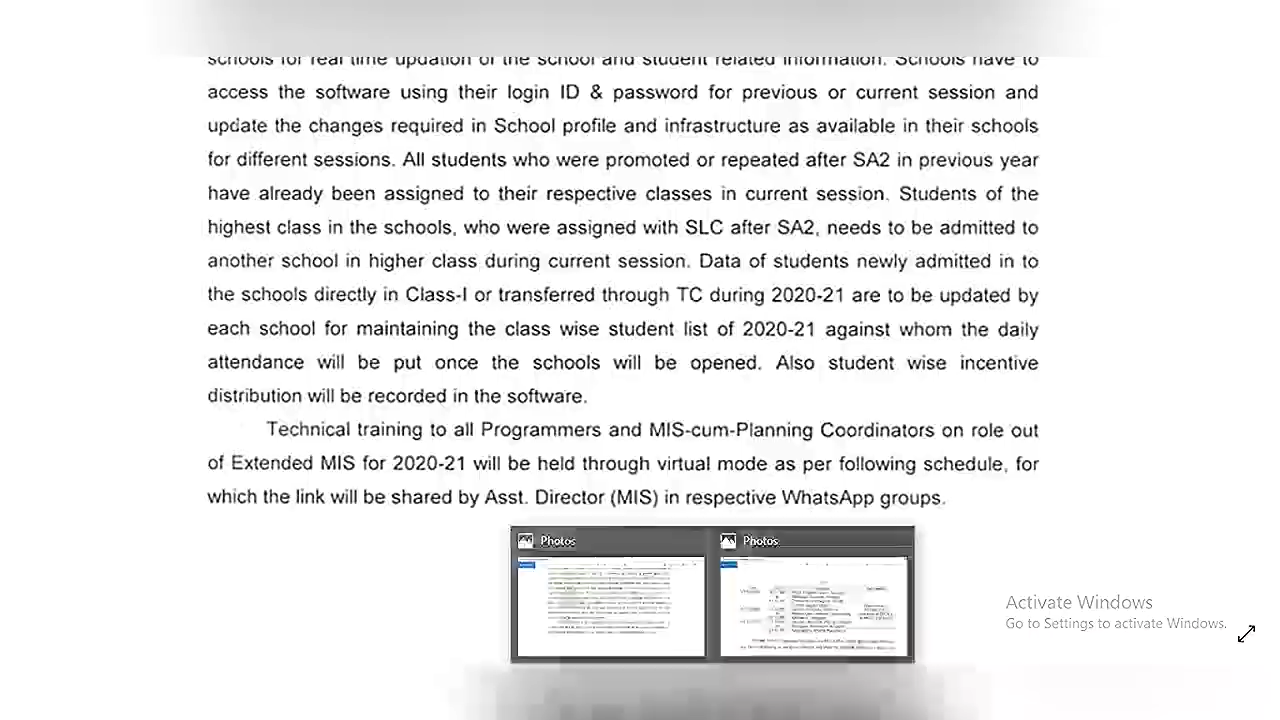 schools for real time updation of the school and student related information. Schools have to
access the software using their login ID & password for previous or current session and
update the changes required in School profile and infrastructure as available in their schools
for different sessions. All students who were promoted or repeated after SA2 in previous year
have already been assigned to their respective classes in current session. Students of the
highest class in the schools, who were assigned with SLC after SA2, needs to be admitted to
another school in higher class during current session. Data of students newly admitted in to
the schools directly in Class-I or transferred through TC during 2020-21 are to be updated by
each school for maintaining the class wise student list of 2020-21 against whom the daily
attendance will be put once the schools will be opened. Also student wise incentive
distribution will be recorded in the software.
Technical training to all Programmers and MIS-cum-Planning Coordinators on role out
of Extended MIS for 2020-21 will be held through virtual mode as per following schedule, for
which the link will be shared by Asst. Director (MIS) in respective WhatsApp groups.
Photos
Photos
Activate Windows
Go to Settings to activate Windows.